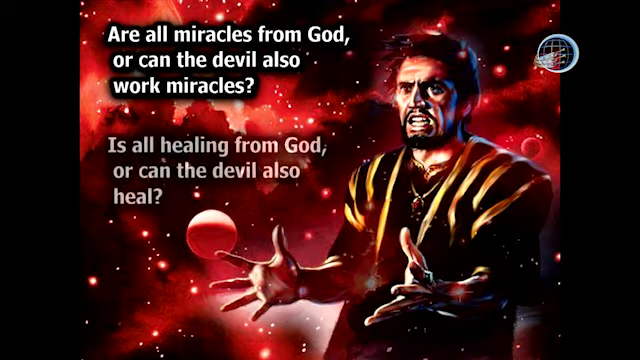 Are all miracles from God,
or can the devil also
work miracles?
Is all healing from God,
or can the devil also
heal?